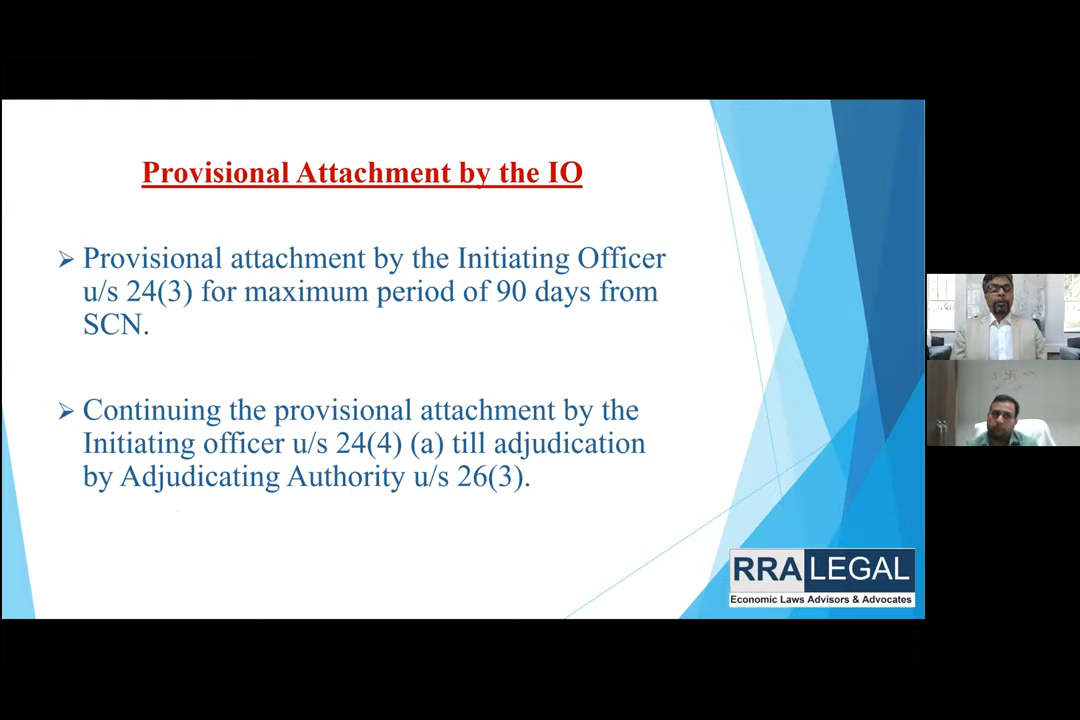 Provisional Attachment by the IO
➢ Provisional attachment by the Initiating Officer
u/s 24(3) for maximum period of 90 days from
SCN.
➢ Continuing the provisional attachment by the
Initiating officer u/s 24(4) (a) till adjudication
by Adjudicating Authority u/s 26(3).
RRA LEGAL
Economic Laws Advisors & Advocates